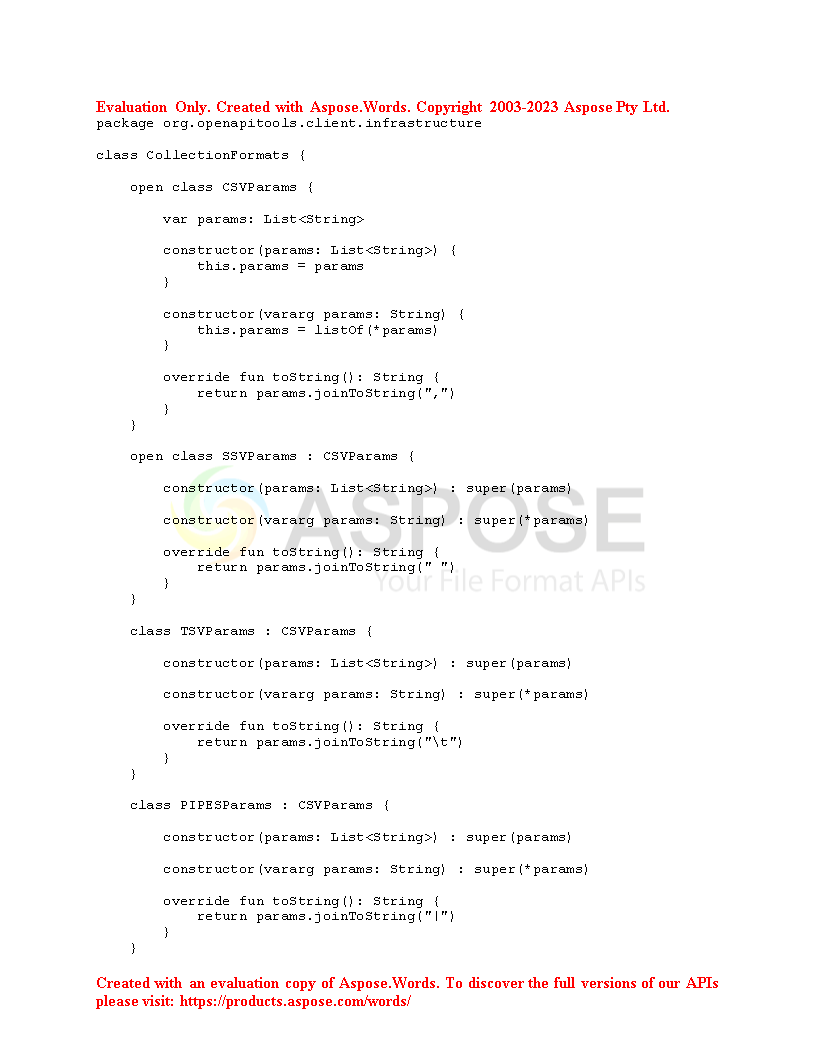 Evaluation Only. Created with Aspose.Words. Copyright 2003-2023 Aspose Pty Ltd.
package org.openapitools.client.infrastructure
class CollectionFormats {
    open class CSVParams {
        var params: List<String>
        constructor(params: List<String>) {
            this.params = params
        }
        constructor(vararg params: String) {
            this.params = listOf(*params)
        }
        override fun toString(): String {
            return params.joinToString(",")
        }
    }
    open class SSVParams : CSVParams {
        constructor(params: List<String>) : super(params)
        constructor(vararg params: String) : super(*params)
        override fun toString(): String {
            return params.joinToString(" ")
        }
    }
    class TSVParams : CSVParams {
        constructor(params: List<String>) : super(params)
        constructor(vararg params: String) : super(*params)
        override fun toString(): String {
            return params.joinToString("\t")
        }
    }
    class PIPESParams : CSVParams {
        constructor(params: List<String>) : super(params)
        constructor(vararg params: String) : super(*params)
        override fun toString(): String {
            return params.joinToString("|")
        }
    }
ASPOSE
Your File Format APIs
Created with an evaluation copy of Aspose.Words. To discover the full versions of our APIs
please visit: https://products.aspose.com/words/